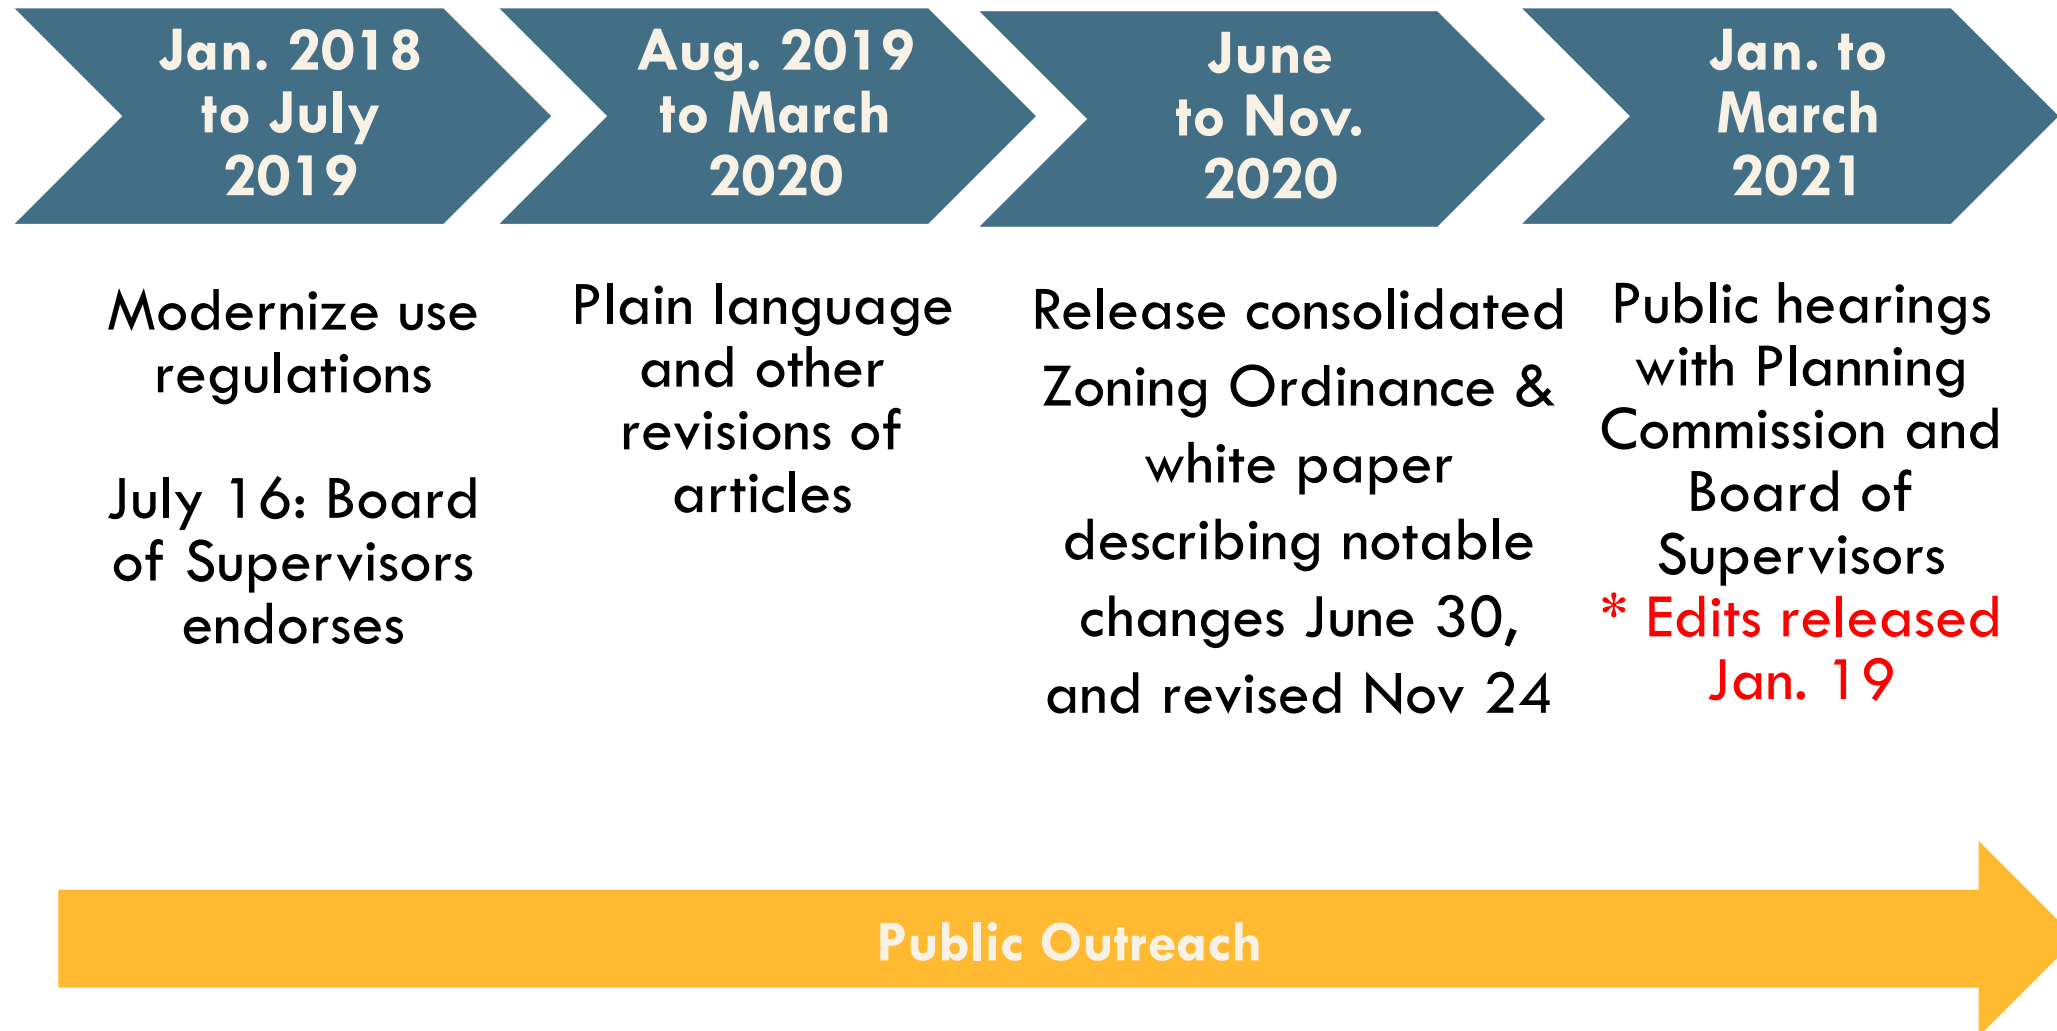 Jan. 2018
to July
2019
Aug. 2019
to March
2020
June
to Nov.
2020
Jan. to
March
2021
Modernize use
regulations
July 16: Board
of Supervisors
endorses
Plain language
and other
revisions of
articles
Release consolidated
Zoning Ordinance &
white paper
describing notable
changes June 30,
and revised Nov 24
Public hearings
with Planning
Commission and
Board of
Supervisors
* Edits released
Jan. 19
Public Outreach